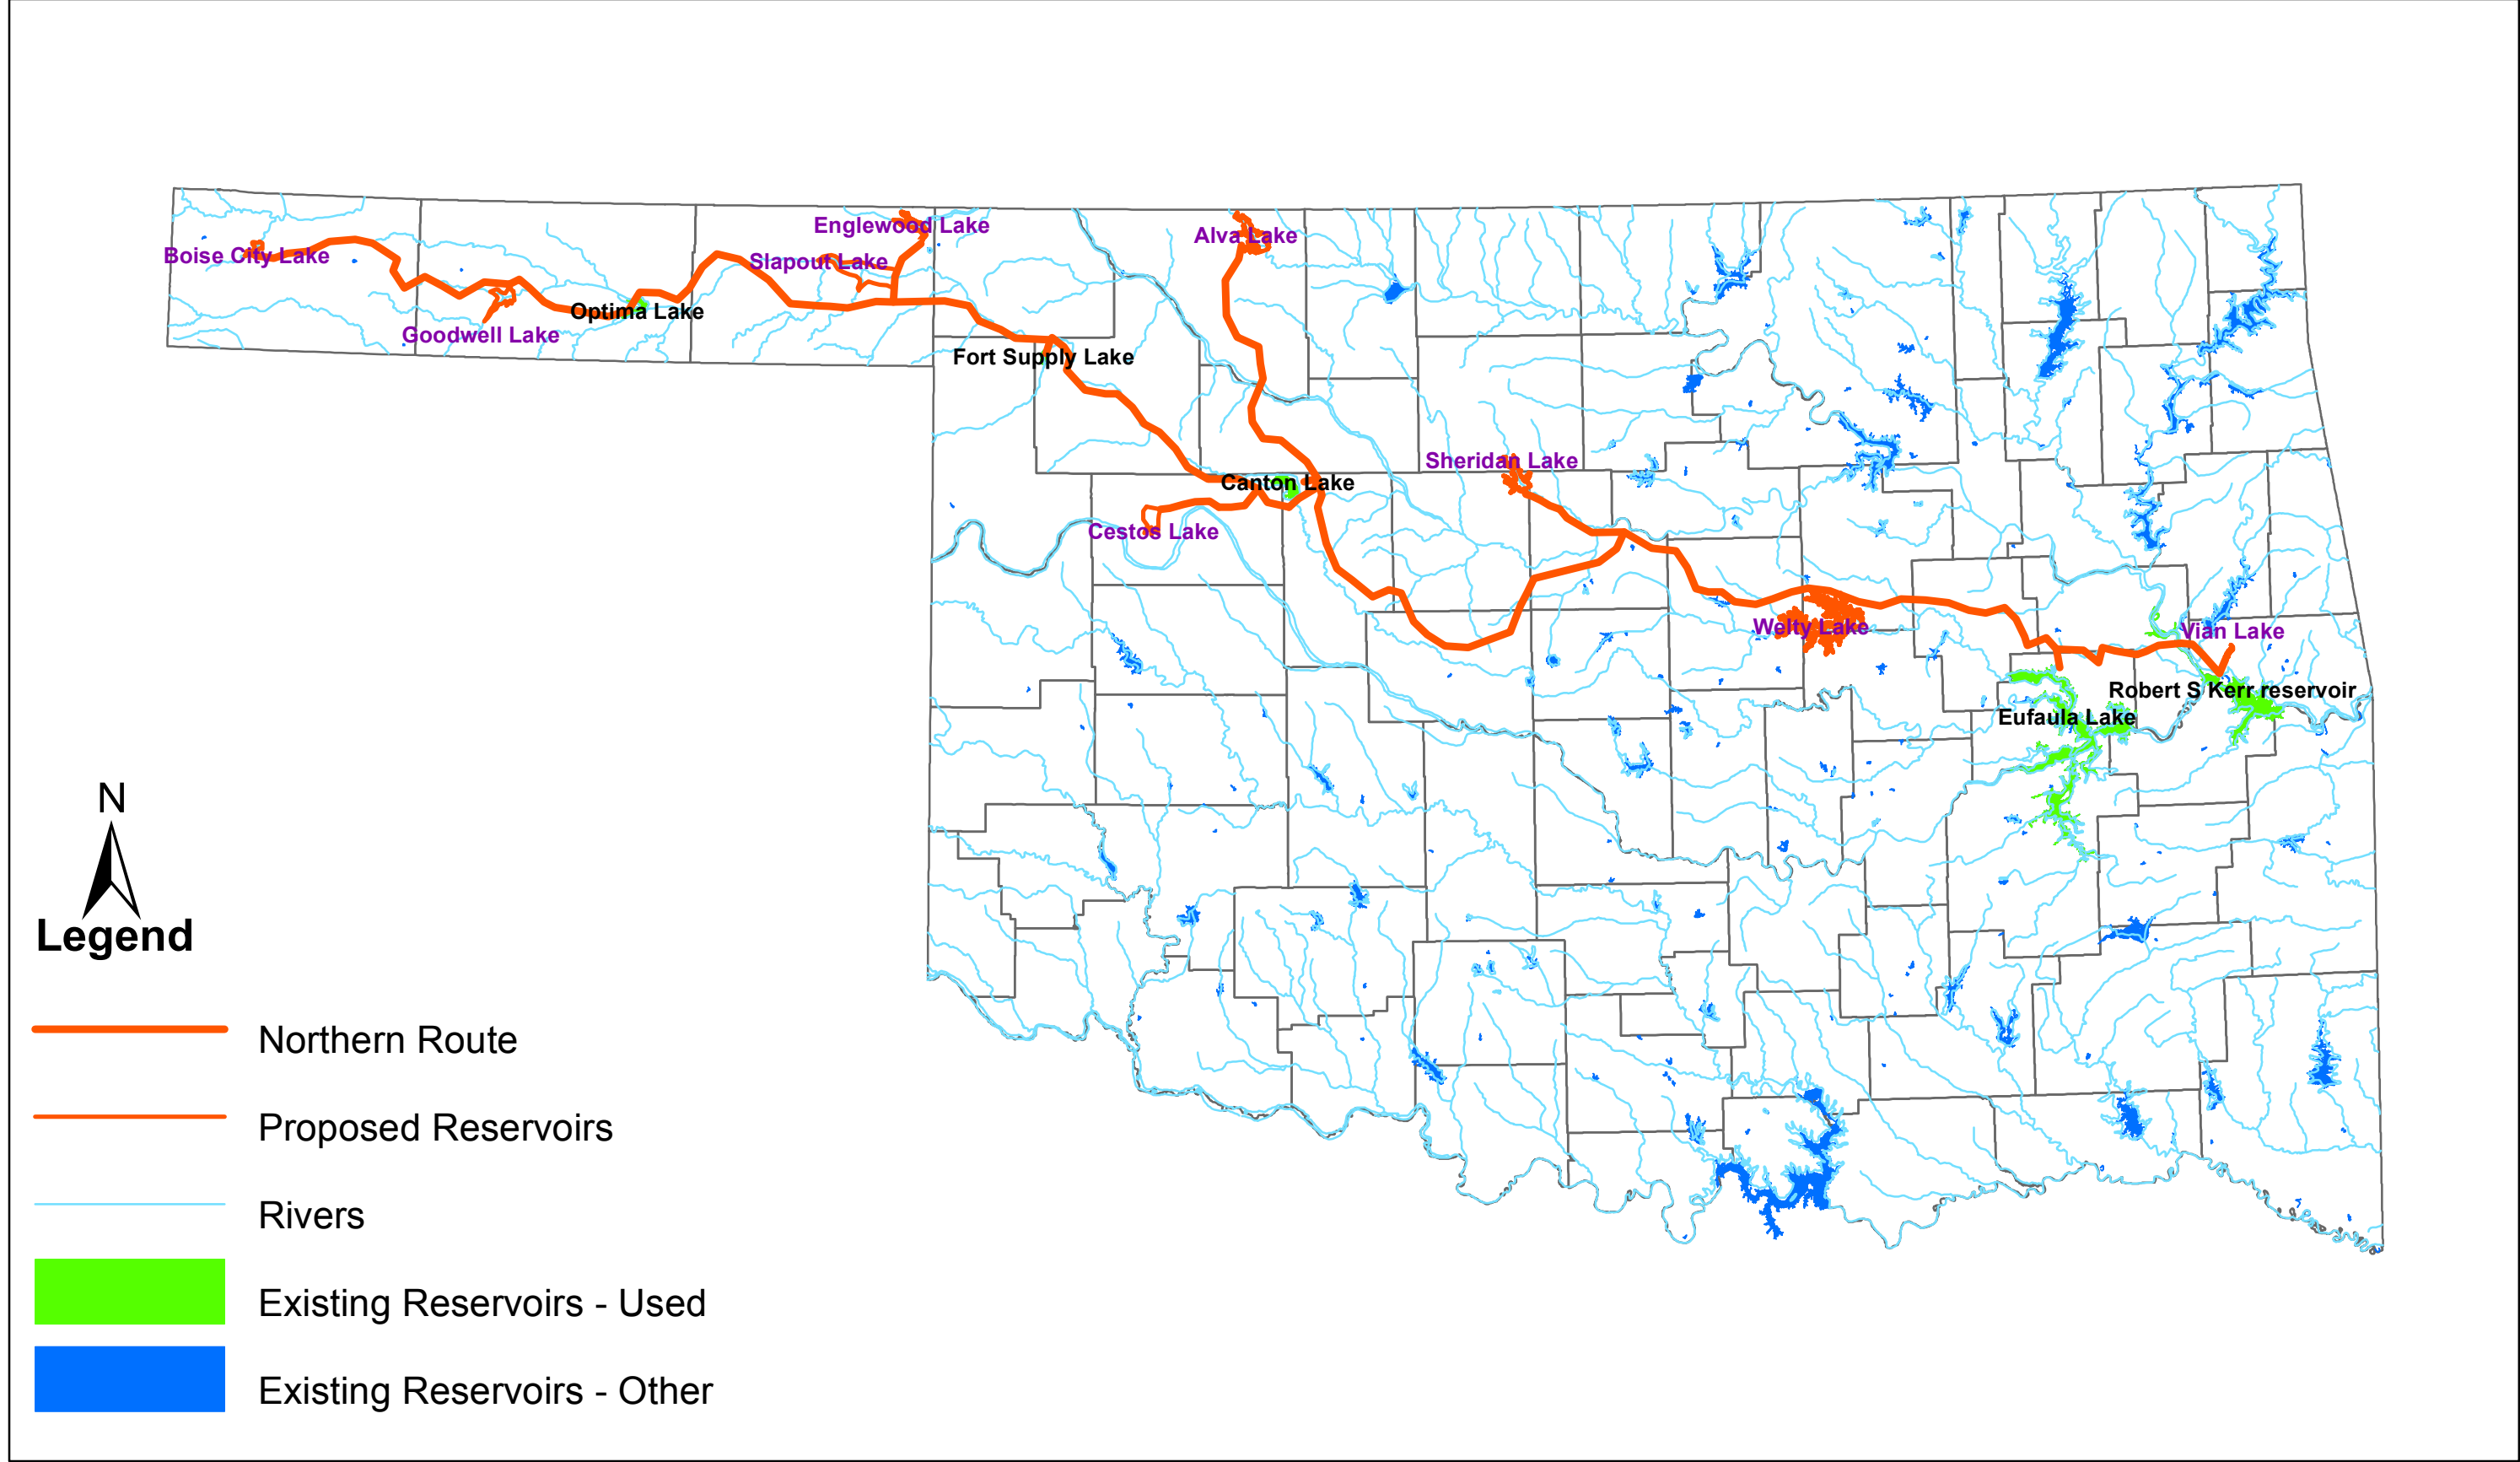 Englewood Lake
Alva Lake
Boise City Lake
Slapout Lake
Optima Lake
Goodwell Lake
Fort Supply Lake
Sheridan Lake
Canton Lake
Cestos Lake
Welty Lake
Vian Lake
Robert S Kerr reservoir
Eufaula Lake
N
Legend
Northern Route
Proposed Reservoirs
Rivers
Existing Reservoirs - Used
Existing Reservoirs - Other